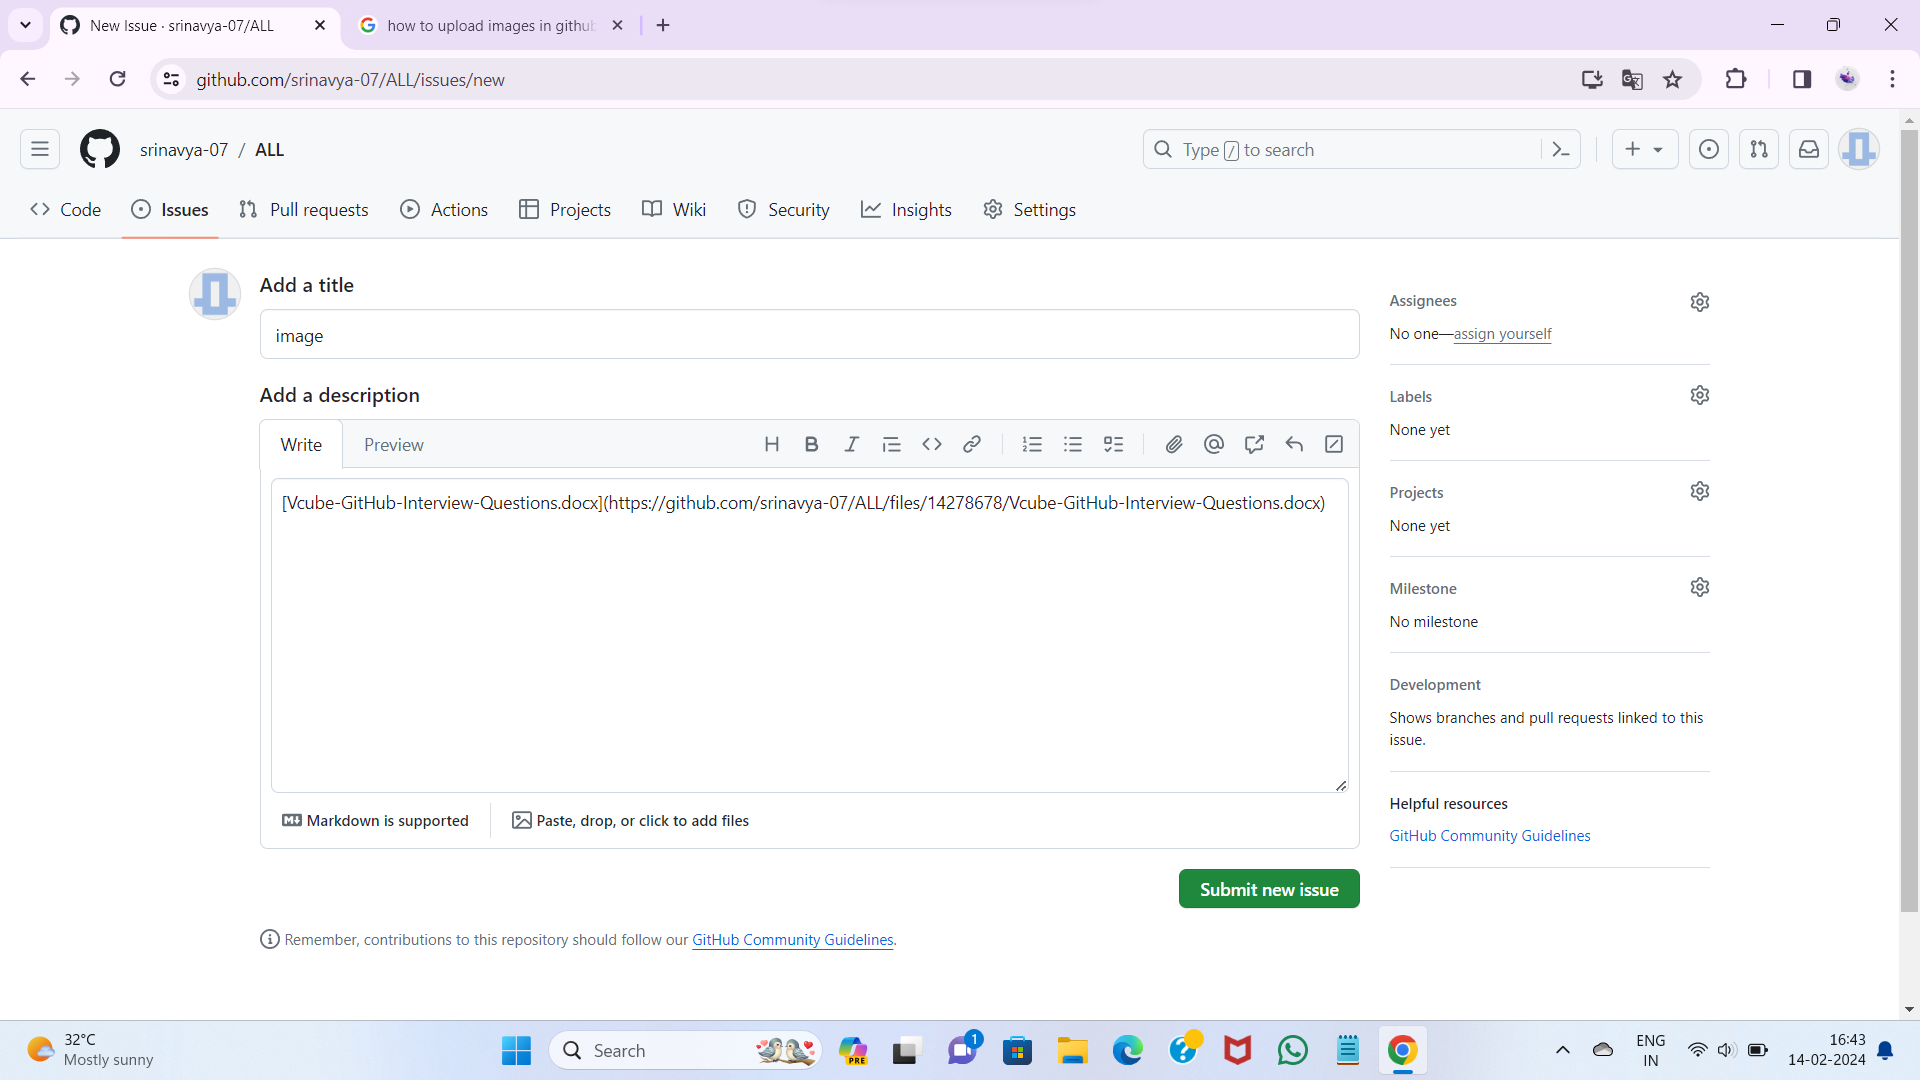 New Issue · srinavya-07/ALL
how to upload images in github
github.com/srinavya-07/ALL/issues/new
srinavya-07 / ALL
Type / to search
Code
Issues
Pull requests
Actions
Projects
Wiki
Security
Insights
Settings
Add a title
image
Add a description
Write
Preview
[Vcube-GitHub-Interview-Questions.docx](https://github.com/srinavya-07/ALL/files/14278678/Vcube-GitHub-Interview-Questions.docx)
Markdown is supported
Paste, drop, or click to add files
Submit new issue
Remember, contributions to this repository should follow our GitHub Community Guidelines.
Assignees
No one—assign yourself
Labels
None yet
Projects
None yet
Milestone
No milestone
Development
Shows branches and pull requests linked to this
issue.
Helpful resources
GitHub Community Guidelines
32°C
Mostly sunny
Search
PRE
1
ENG
IN
16:43
14-02-2024